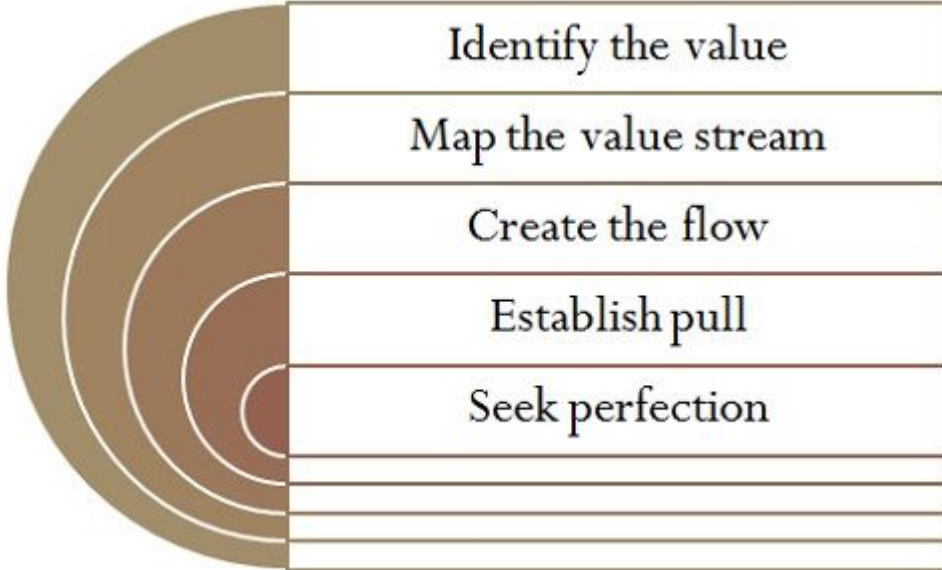 Identify the value
Map the value stream
Create the flow
Establish pull
Seek perfection